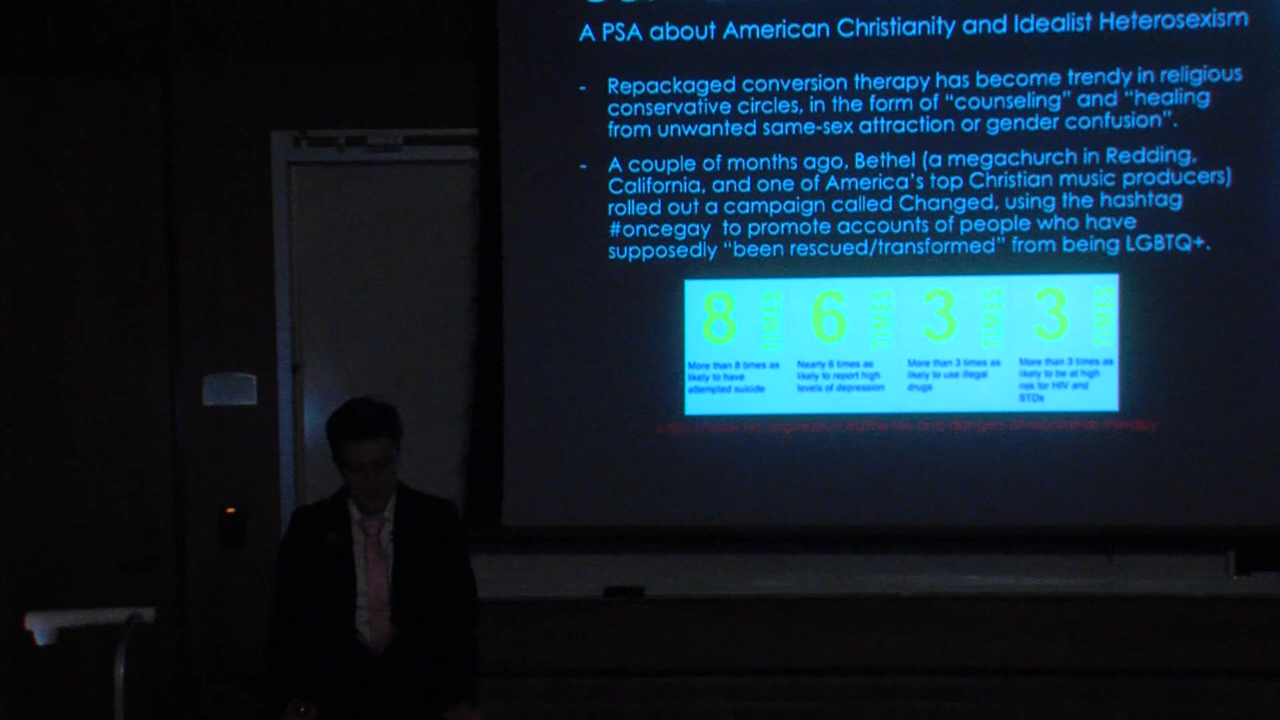 A PSA about American Christianity and Idealist Heterosexism
- Repackaged conversion therapy has become trendy in religious
conservative circles, in the form of “counseling” and “healing
from unwanted same-sex attraction or gender confusion”.
- A couple of months ago, Bethel (a megachurch in Redding,
California, and one of America's top Christian music producers)
rolled out a campaign called Changed, using the hashtag
#oncegay to promote accounts of people who have
supposedly “been rescued/transformed” from being LGBTQ+.
8 TIMES
More than 8 times as
likely to have
attempted suicide
6 TIMES
Nearly 6 times as
likely to report high
levels of depression
3 TIMES
More than 3 times as
likely to use illegal
drugs
3 TIMES
More than 3 times as
likely to be at high
risk for HIV and
STDs